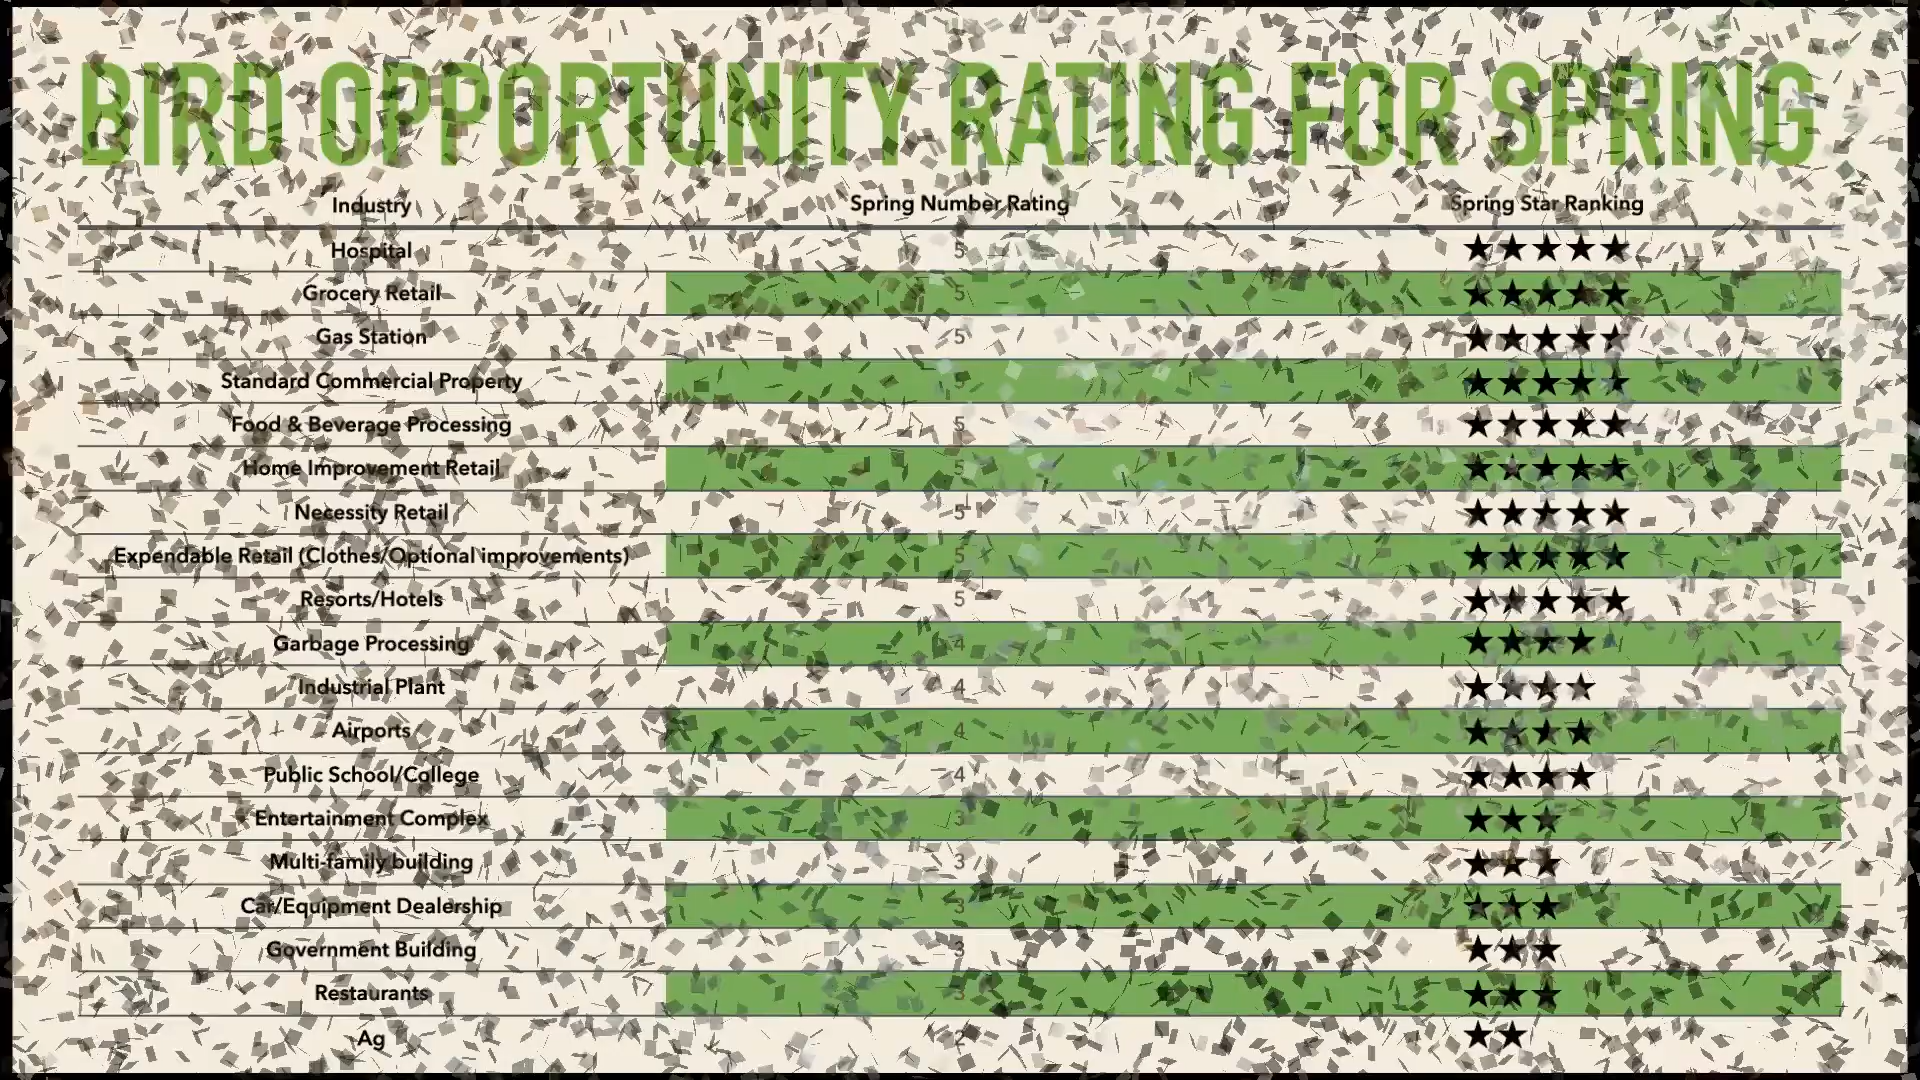 BIRD OPPORTUNITY RATING FOR SPRING
Industry Spring Number Rating Spring Star Ranking
Hospital 5 ★★★★★
Grocery Retail 5 ★★★★★
Gas Station 5 ★★★★★
Standard Commercial Property 5 ★★★★★
Food & Beverage Processing 5 ★★★★★
Home Improvement Retail 5 ★★★★★
Necessity Retail 5 ★★★★★
Expendable Retail (Clothes/Optional improvements) 5 ★★★★★
Resorts/Hotels 5 ★★★★★
Garbage Processing 4 ★★★★
Industrial Plant 4 ★★★★
Airports 4 ★★★★
Public School/College 4 ★★★★
Entertainment Complex 3 ★★★
Multi-family building 3 ★★★
Car/Equipment Dealership 3 ★★★
Government Building 3 ★★★
Restaurants 3 ★★★
Ag 2 ★★